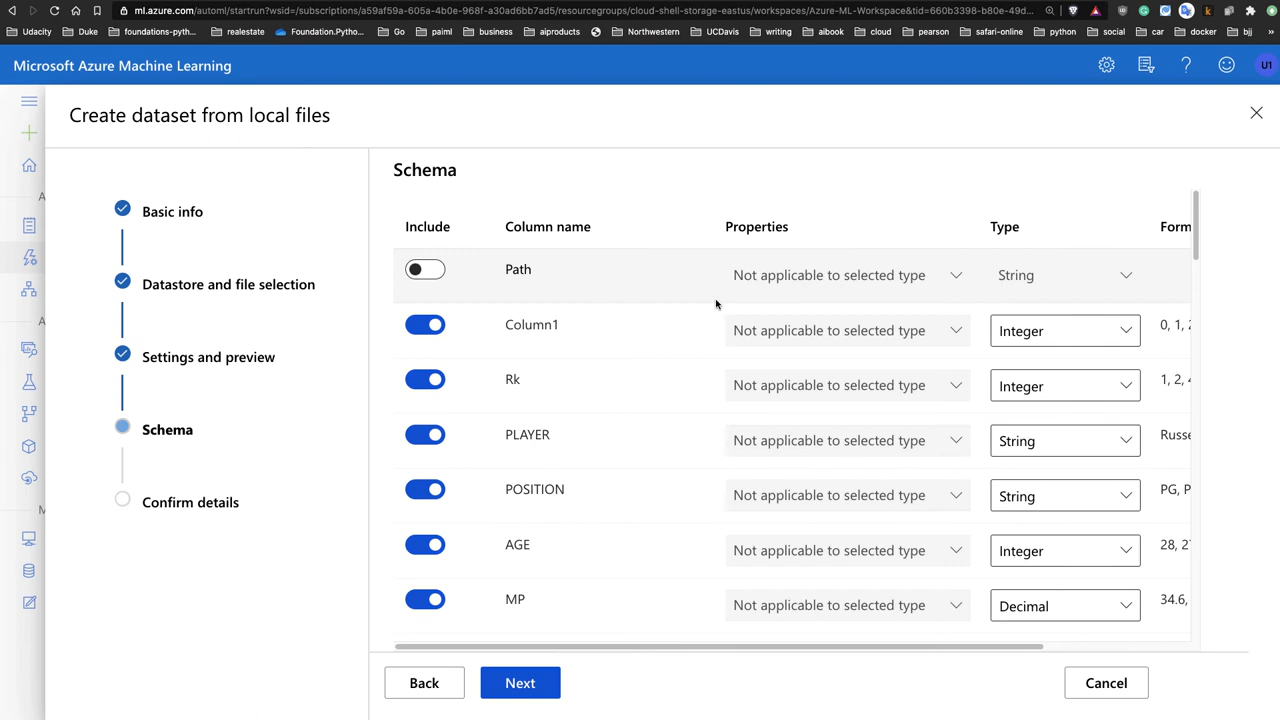 ml.azure.com/automl/startrun?wsid=/subscriptions/a59af59a-605a-4b0e-968f-a30ad6bb7ad5/resourcegroups/cloud-shell-storage-eastus/workspaces/Azure-ML-Workspace&tid=660b3398-b80e-49d...
Udacity Duke foundations-pyth... realestate Foundation.Pytho... Go paiml business aiproducts Northwestern UCDavis writing aibook cloud pearson safari-online python social car docker bjj »
Microsoft Azure Machine Learning
U1
Create dataset from local files
Basic info
Datastore and file selection
Settings and preview
Schema
Confirm details
Schema
Include Column name Properties Type Form
Path Not applicable to selected type String
Column1 Not applicable to selected type Integer 0, 1, 2
Rk Not applicable to selected type Integer 1, 2, 4
PLAYER Not applicable to selected type String Russe
POSITION Not applicable to selected type String PG, P
AGE Not applicable to selected type Integer 28, 27
MP Not applicable to selected type Decimal 34.6,
Back Next Cancel